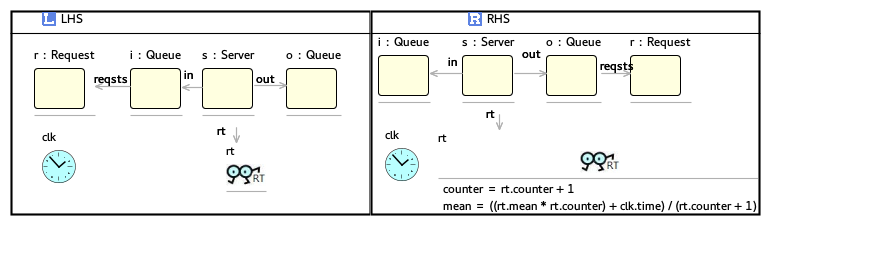 L LHS
r : Request i : Queue s : Server o : Queue
reqsts in out
rt
clk
rt
RT
R RHS
i : Queue s : Server o : Queue r : Request
in out reqsts
rt
clk rt
RT
counter = rt.counter + 1
mean = ((rt.mean * rt.counter) + clk.time) / (rt.counter + 1)